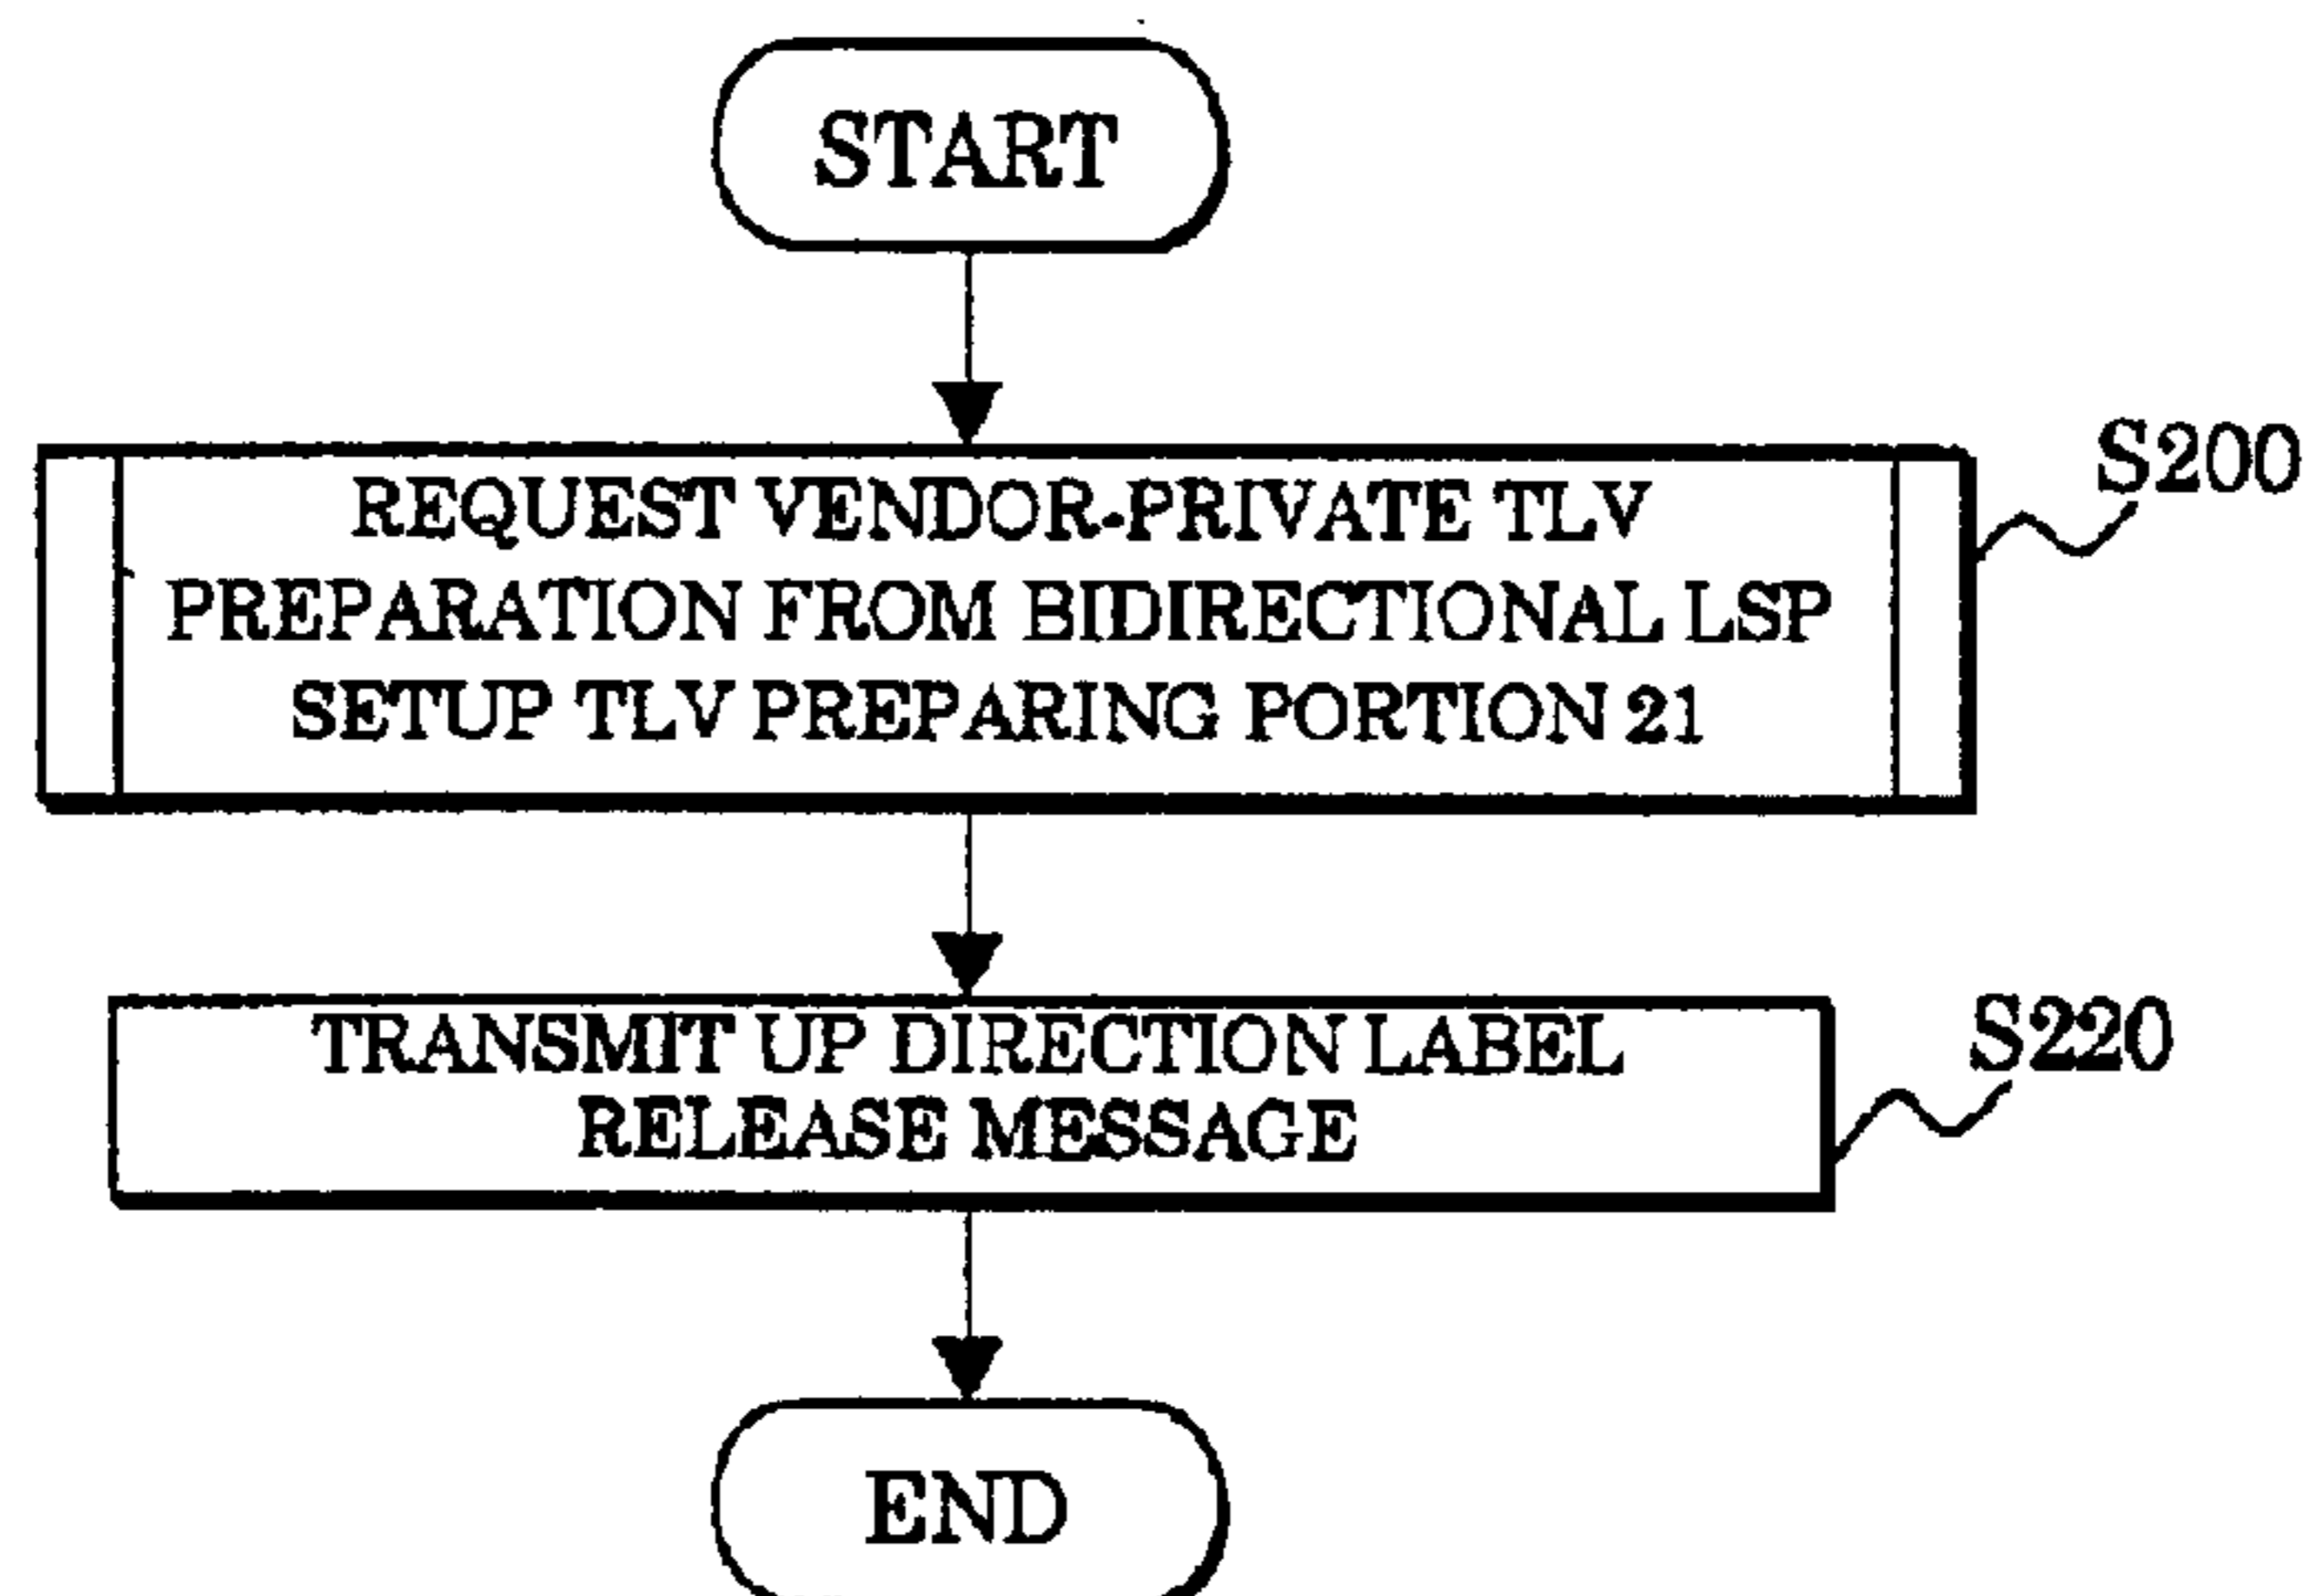 START
S200
REQUEST VENDOR-PRIVATE TLV
PREPARATION FROM BIDIRECTIONAL LSP
SETUP TLV PREPARING PORTION 21
S220
TRANSMIT UP DIRECTION LABEL
RELEASE MESSAGE
END